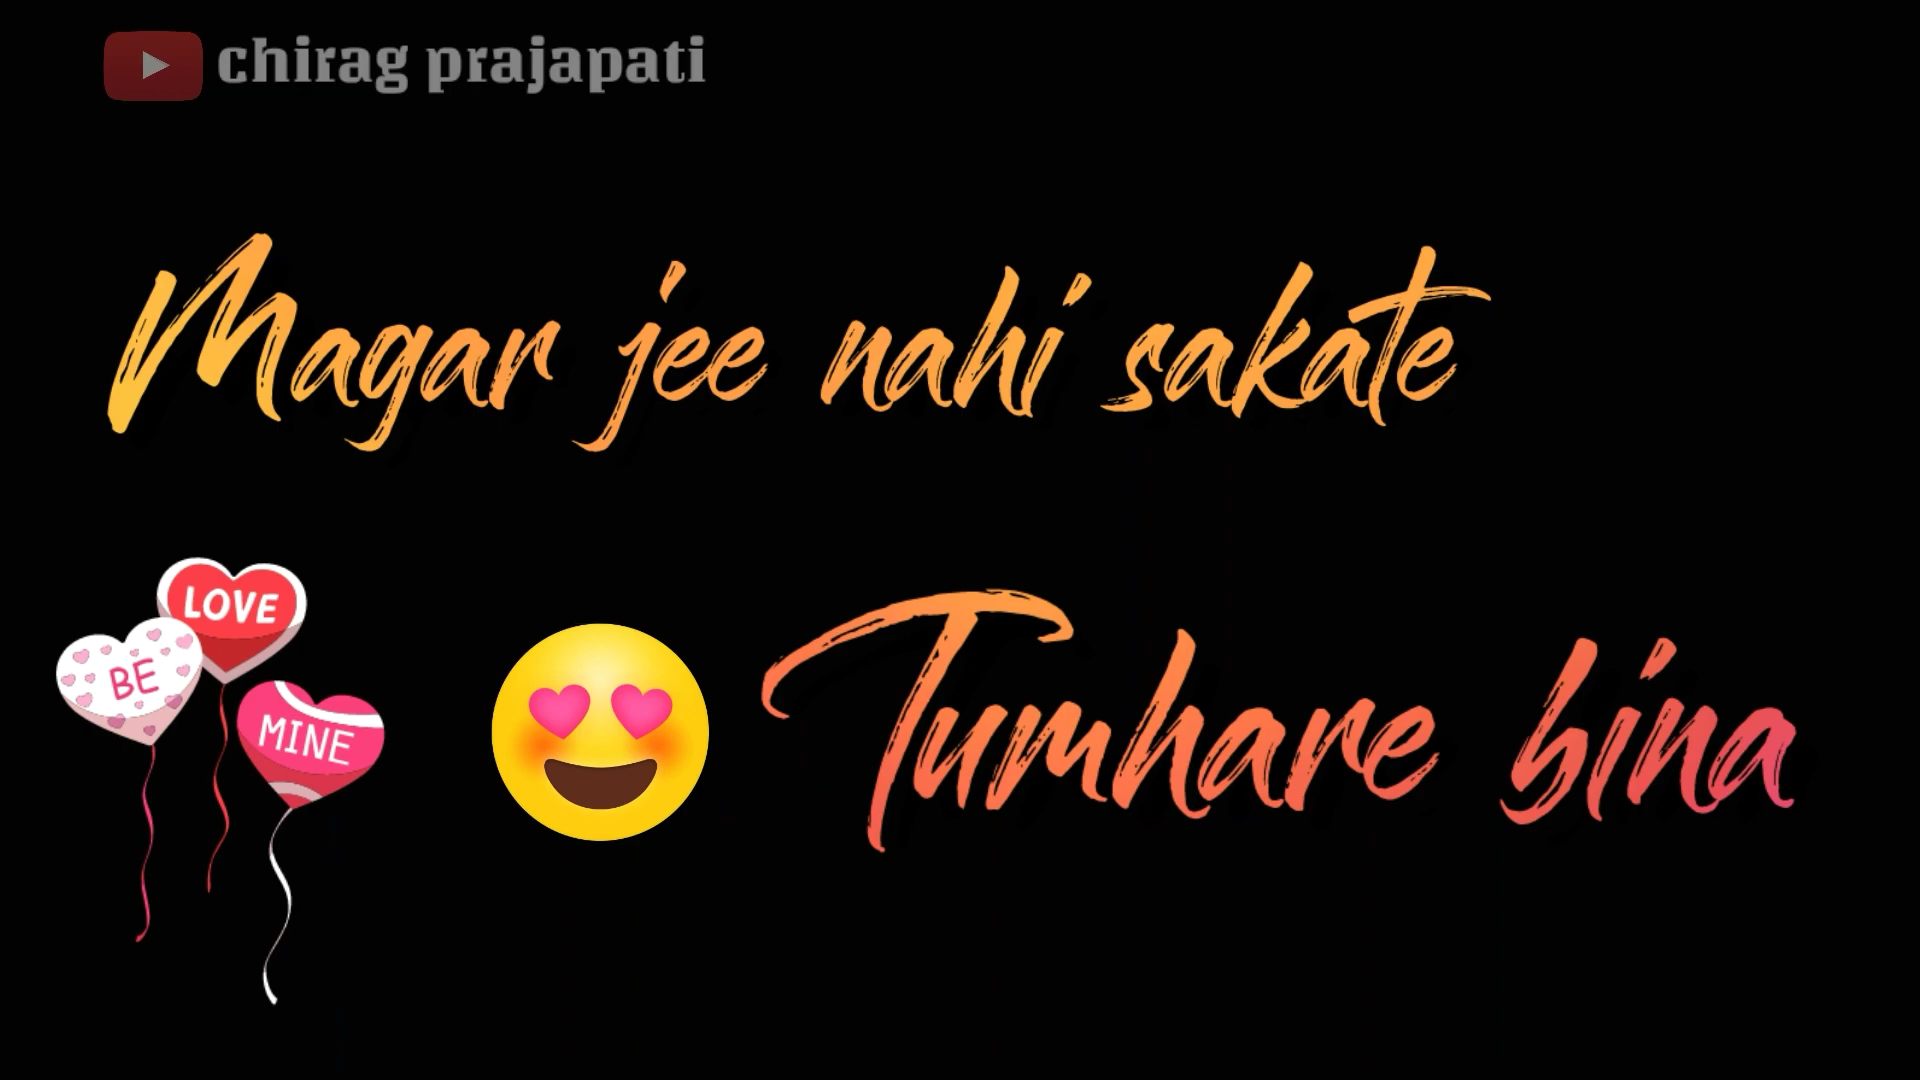 chirag prajapati
Magar jee nahi sakate
LOVE
BE
MINE
Tumhare bina